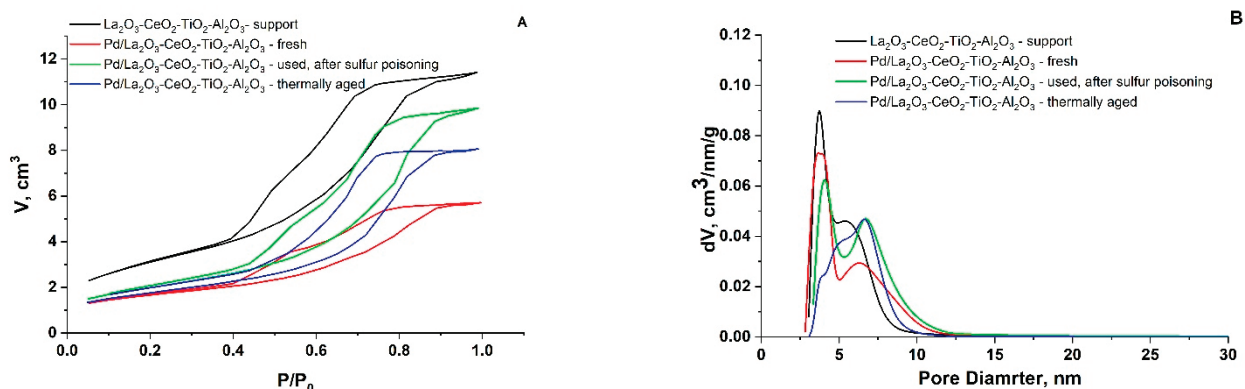 A
La₂O₃-CeO₂-TiO₂-Al₂O₃- support
Pd/La₂O₃-CeO₂-TiO₂-Al₂O₃ - fresh
Pd/La₂O₃-CeO₂-TiO₂-Al₂O₃ - used, after sulfur poisoning
Pd/La₂O₃-CeO₂-TiO₂-Al₂O₃ - thermally aged
V, cm³
12
10
8
6
4
2
0
0.0 0.2 0.4 0.6 0.8 1.0
P/P₀
B
La₂O₃-CeO₂-TiO₂-Al₂O₃ - support
Pd/La₂O₃-CeO₂-TiO₂-Al₂O₃ - fresh
Pd/La₂O₃-CeO₂-TiO₂-Al₂O₃ - used, after sulfur poisoning
Pd/La₂O₃-CeO₂-TiO₂-Al₂O₃ - thermally aged
dV, cm³/nm/g
0.12
0.10
0.08
0.06
0.04
0.02
0.00
0 5 10 15 20 25 30
Pore Diamrter, nm